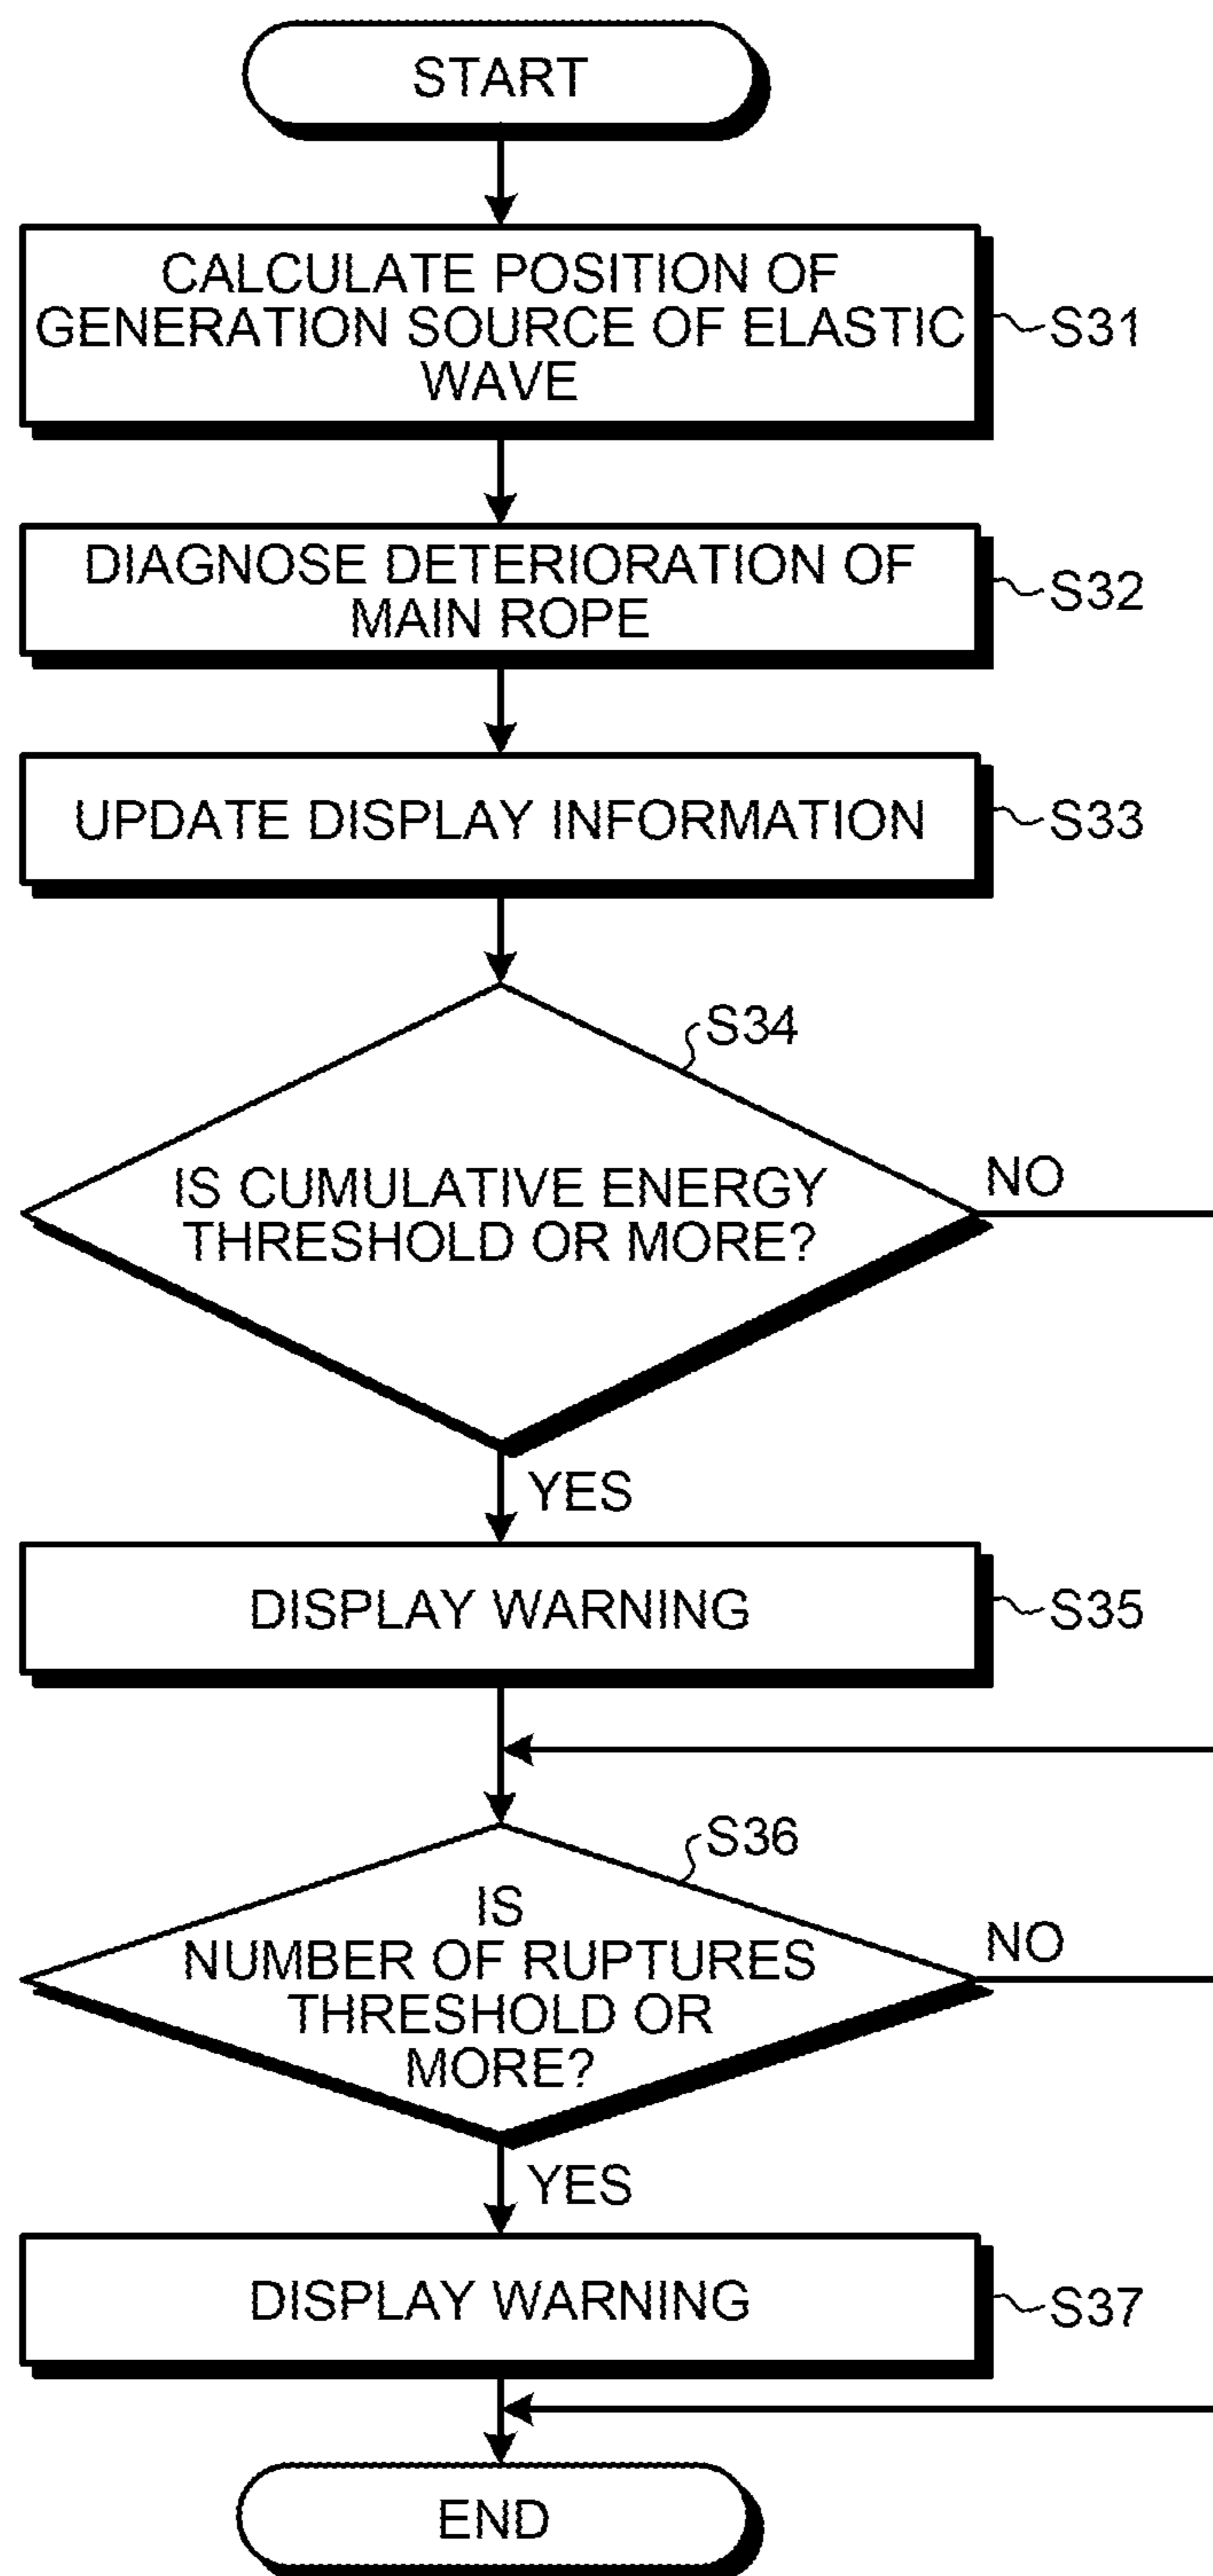 START
CALCULATE POSITION OF
GENERATION SOURCE OF ELASTIC
WAVE
S31
DIAGNOSE DETERIORATION OF
MAIN ROPE
S32
UPDATE DISPLAY INFORMATION
S33
S34
IS CUMULATIVE ENERGY
THRESHOLD OR MORE?
NO
YES
DISPLAY WARNING
S35
S36
IS
NUMBER OF RUPTURES
THRESHOLD OR
MORE?
NO
YES
DISPLAY WARNING
S37
END